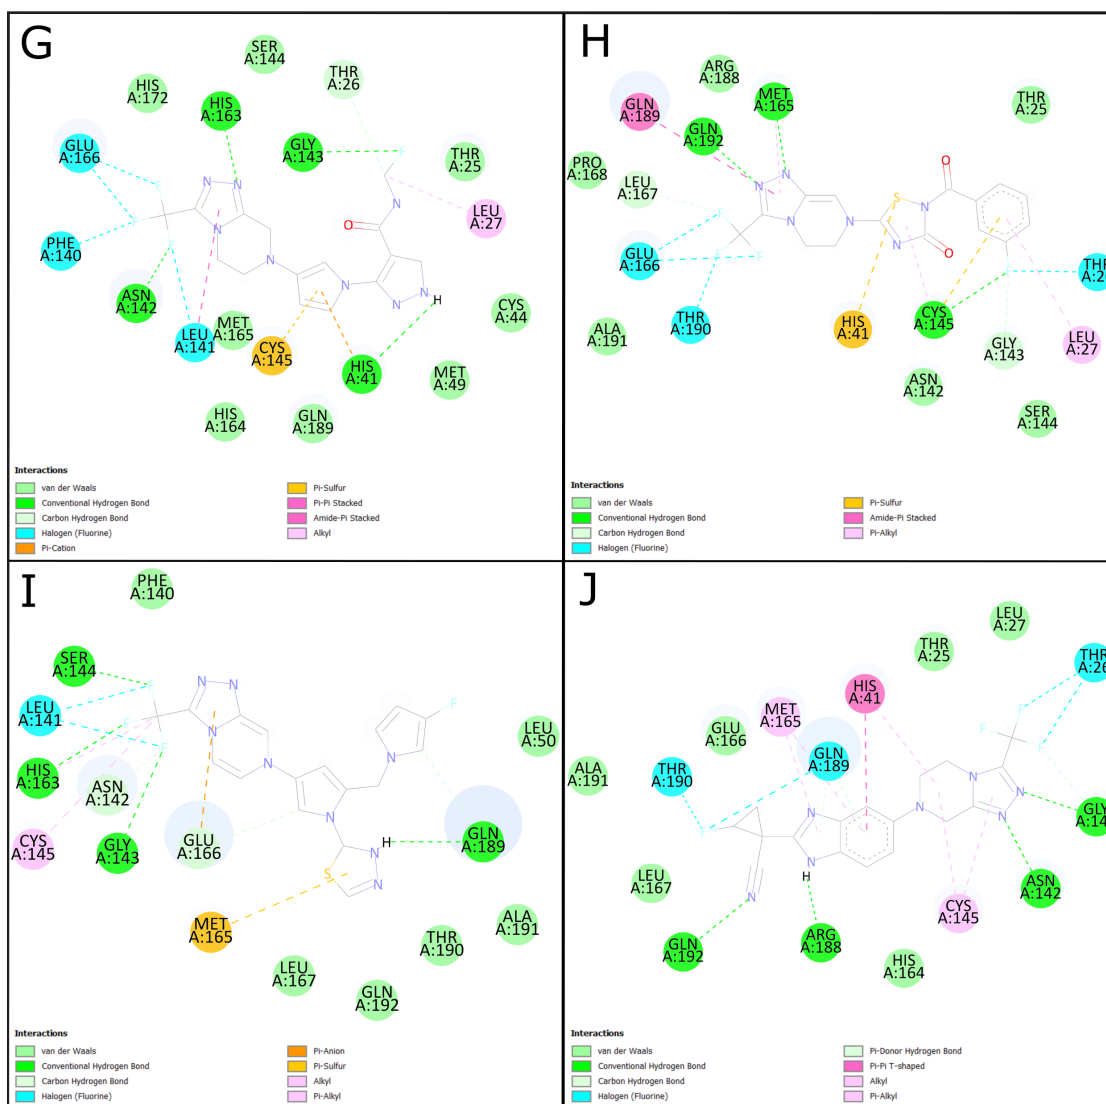 G
SER
A:144
THR
A:26
HIS
A:172
HIS
A:163
GLU
A:166
GLY
A:143
THR
A:25
LEU
A:27
PHE
A:140
ASN
A:142
LEU
A:141
MET
A:165
CYS
A:145
HIS
A:41
CYS
A:44
MET
A:49
HIS
A:164
GLN
A:189
N
N
N
N
N
N
N
N
O
H
F
F
F
F
Interactions
van der Waals
Conventional Hydrogen Bond
Carbon Hydrogen Bond
Halogen (Fluorine)
Pi-Cation
Pi-Sulfur
Pi-Pi Stacked
Amide-Pi Stacked
Alkyl
H
ARG
A:188
MET
A:165
GLN
A:189
GLN
A:192
THR
A:25
PRO
A:168
LEU
A:167
GLU
A:166
THR
A:190
ALA
A:191
HIS
A:41
CYS
A:145
GLY
A:143
ASN
A:142
SER
A:144
LEU
A:27
THR
N
N
N
N
S
N
N
O
O
F
F
F
F
Interactions
van der Waals
Conventional Hydrogen Bond
Carbon Hydrogen Bond
Halogen (Fluorine)
Pi-Sulfur
Amide-Pi Stacked
Pi-Alkyl
I
PHE
A:140
SER
A:144
LEU
A:141
HIS
A:163
ASN
A:142
CYS
A:145
GLY
A:143
GLU
A:166
MET
A:165
LEU
A:50
GLN
A:189
ALA
A:191
THR
A:190
LEU
A:167
GLN
A:192
N
N
N
N
N
N
N
N
H
S
F
F
F
F
Interactions
van der Waals
Conventional Hydrogen Bond
Carbon Hydrogen Bond
Halogen (Fluorine)
Pi-Anion
Pi-Sulfur
Alkyl
Pi-Alkyl
J
LEU
A:27
THR
A:25
THR
A:26
HIS
A:41
MET
A:165
GLU
A:166
GLN
A:189
ALA
A:191
THR
A:190
GLY
ASN
A:142
LEU
A:167
CYS
A:145
GLN
A:192
ARG
A:188
HIS
A:164
N
N
H
N
N
N
N
N
F
F
F
F
Interactions
van der Waals
Conventional Hydrogen Bond
Carbon Hydrogen Bond
Halogen (Fluorine)
Pi-Donor Hydrogen Bond
Pi-Pi T-shaped
Alkyl
Pi-Alkyl